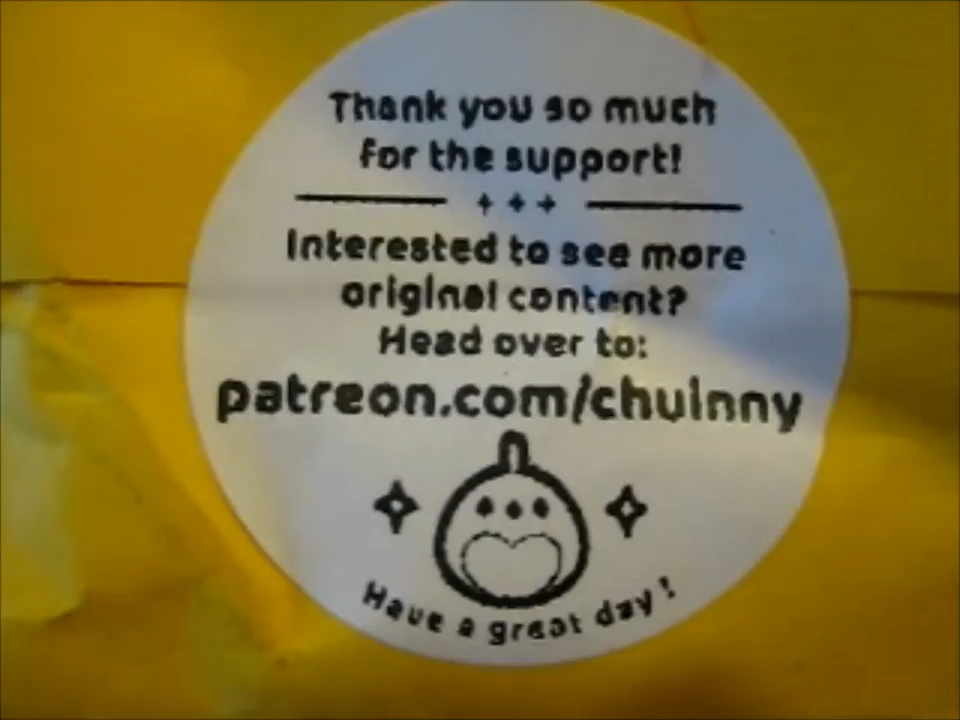 Thank you so much
for the support!
Interested to see more
original content?
Head over to:
patreon.com/chuinny
Have a great day!